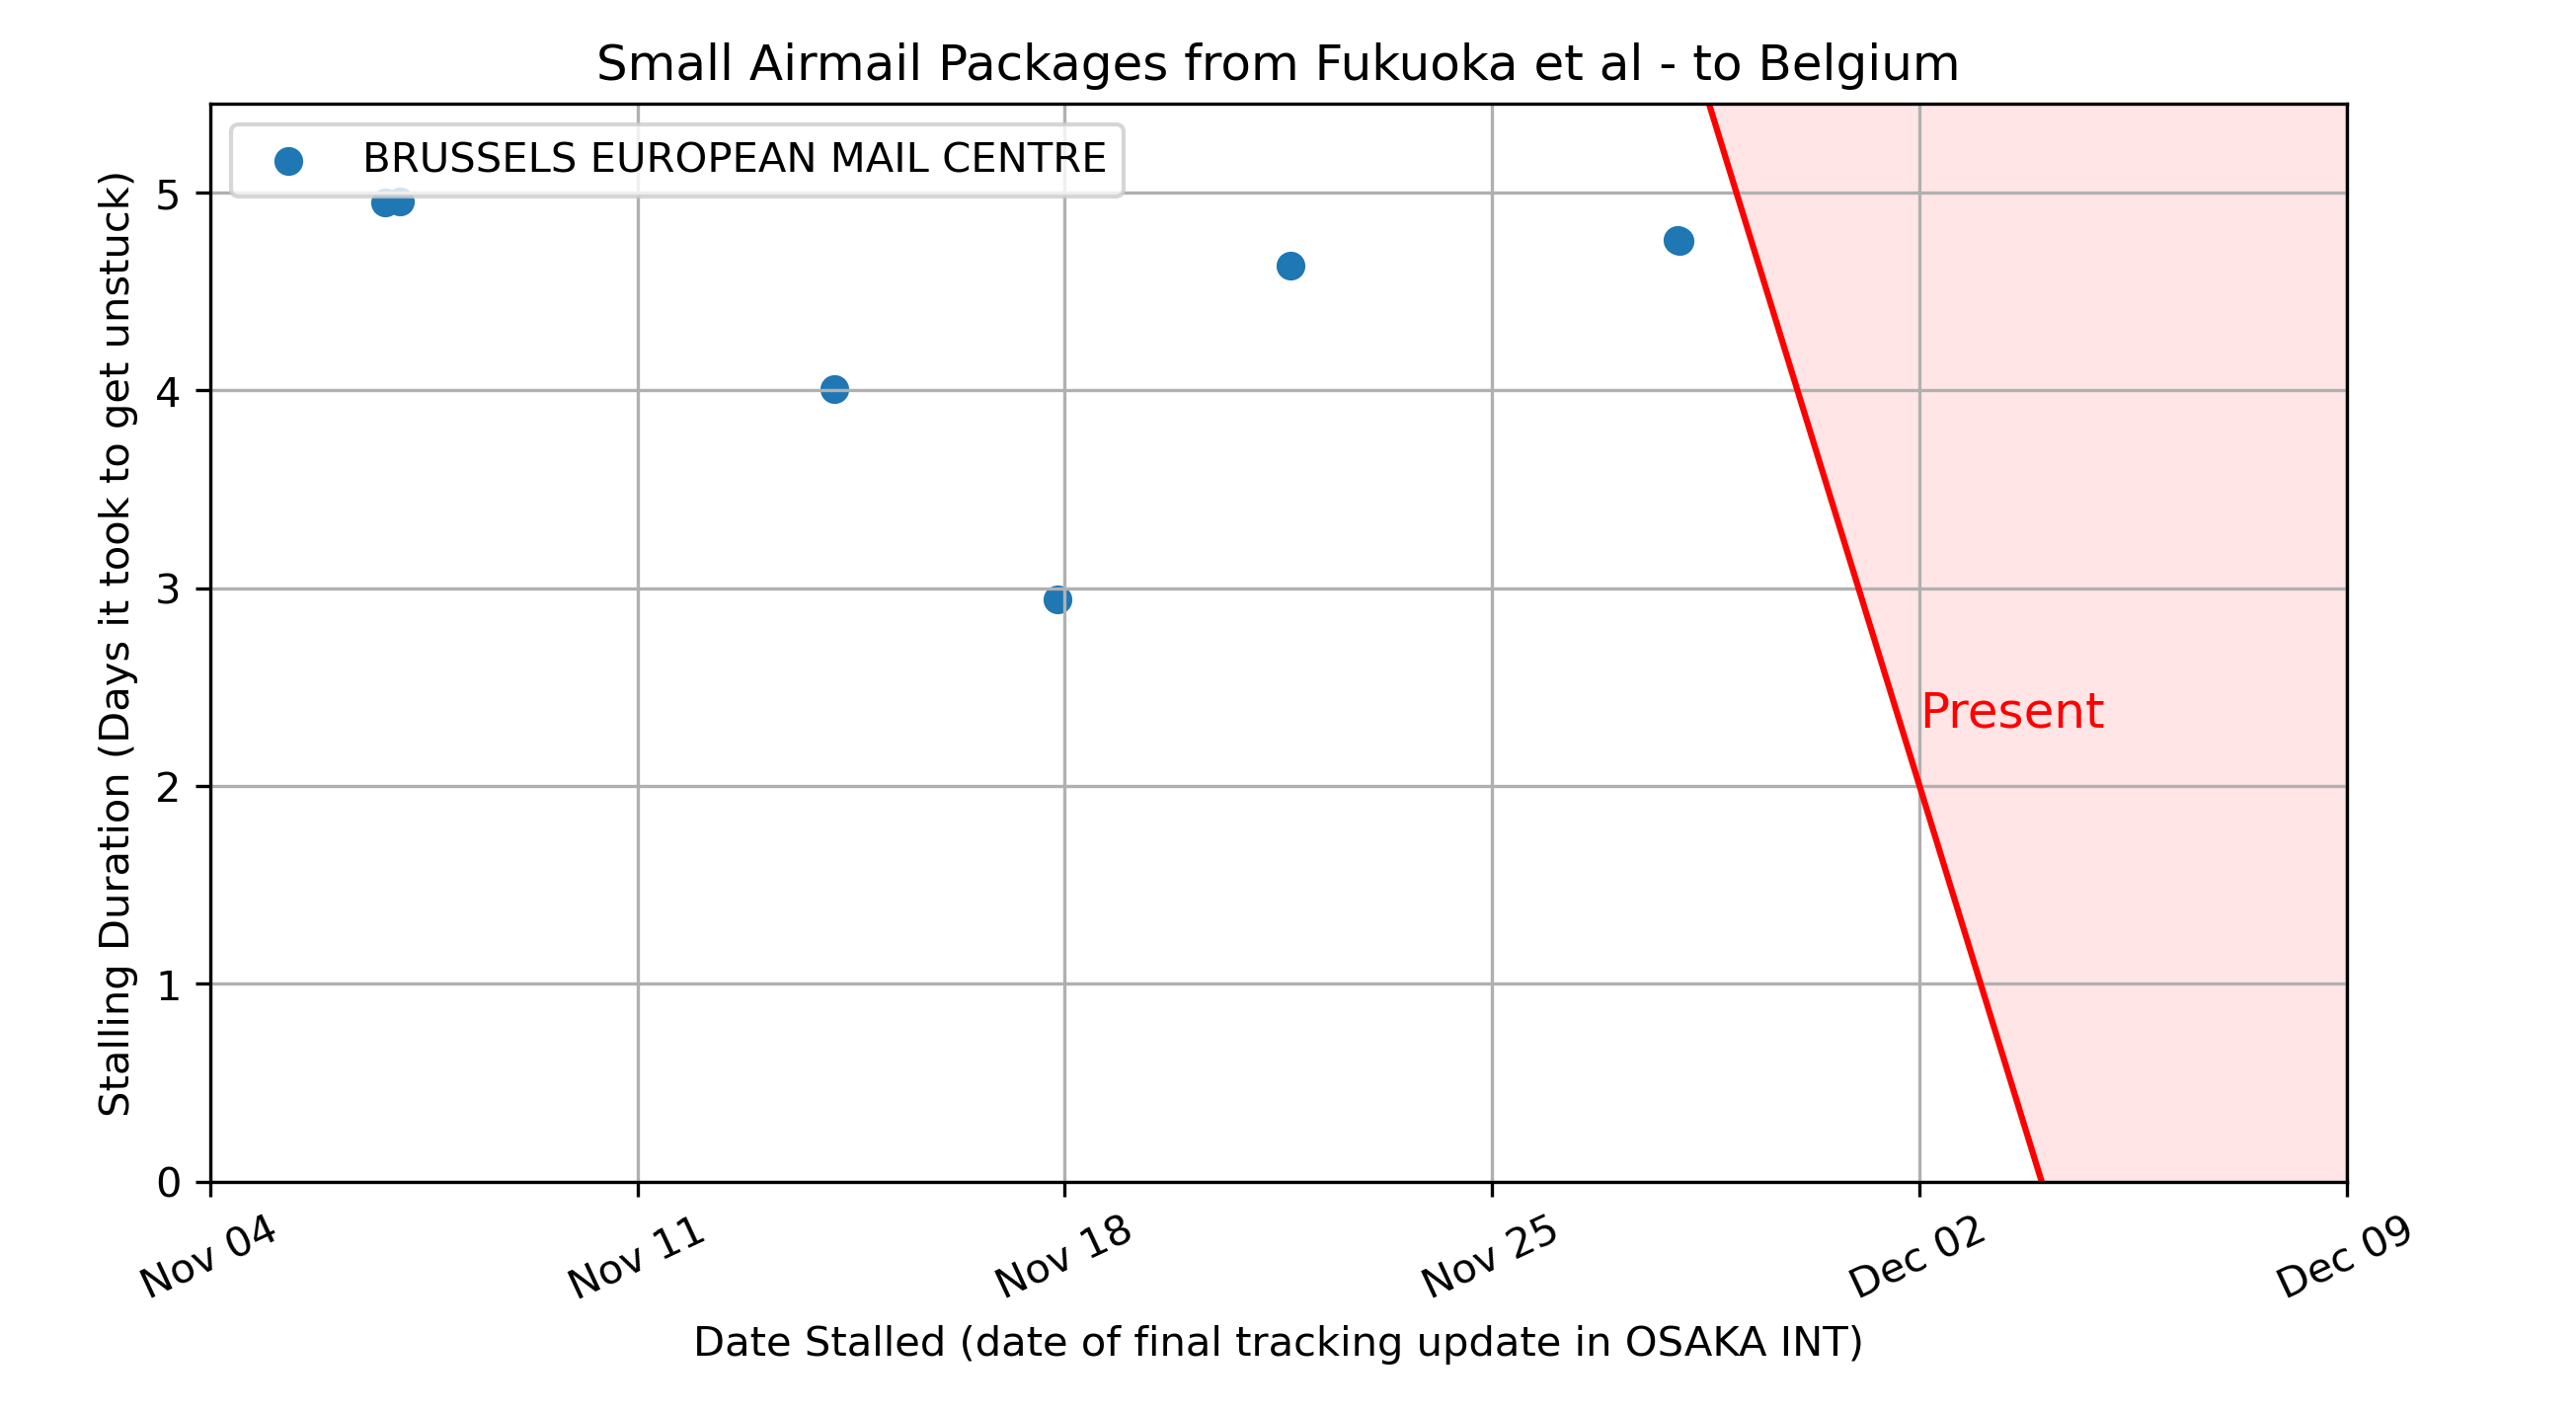 Small Airmail Packages from Fukuoka et al - to Belgium
BRUSSELS EUROPEAN MAIL CENTRE
Stalling Duration (Days it took to get unstuck)
5
4
3
2
1
0
Present
Nov 04
Nov 11
Nov 18
Nov 25
Dec 02
Dec 09
Date Stalled (date of final tracking update in OSAKA INT)